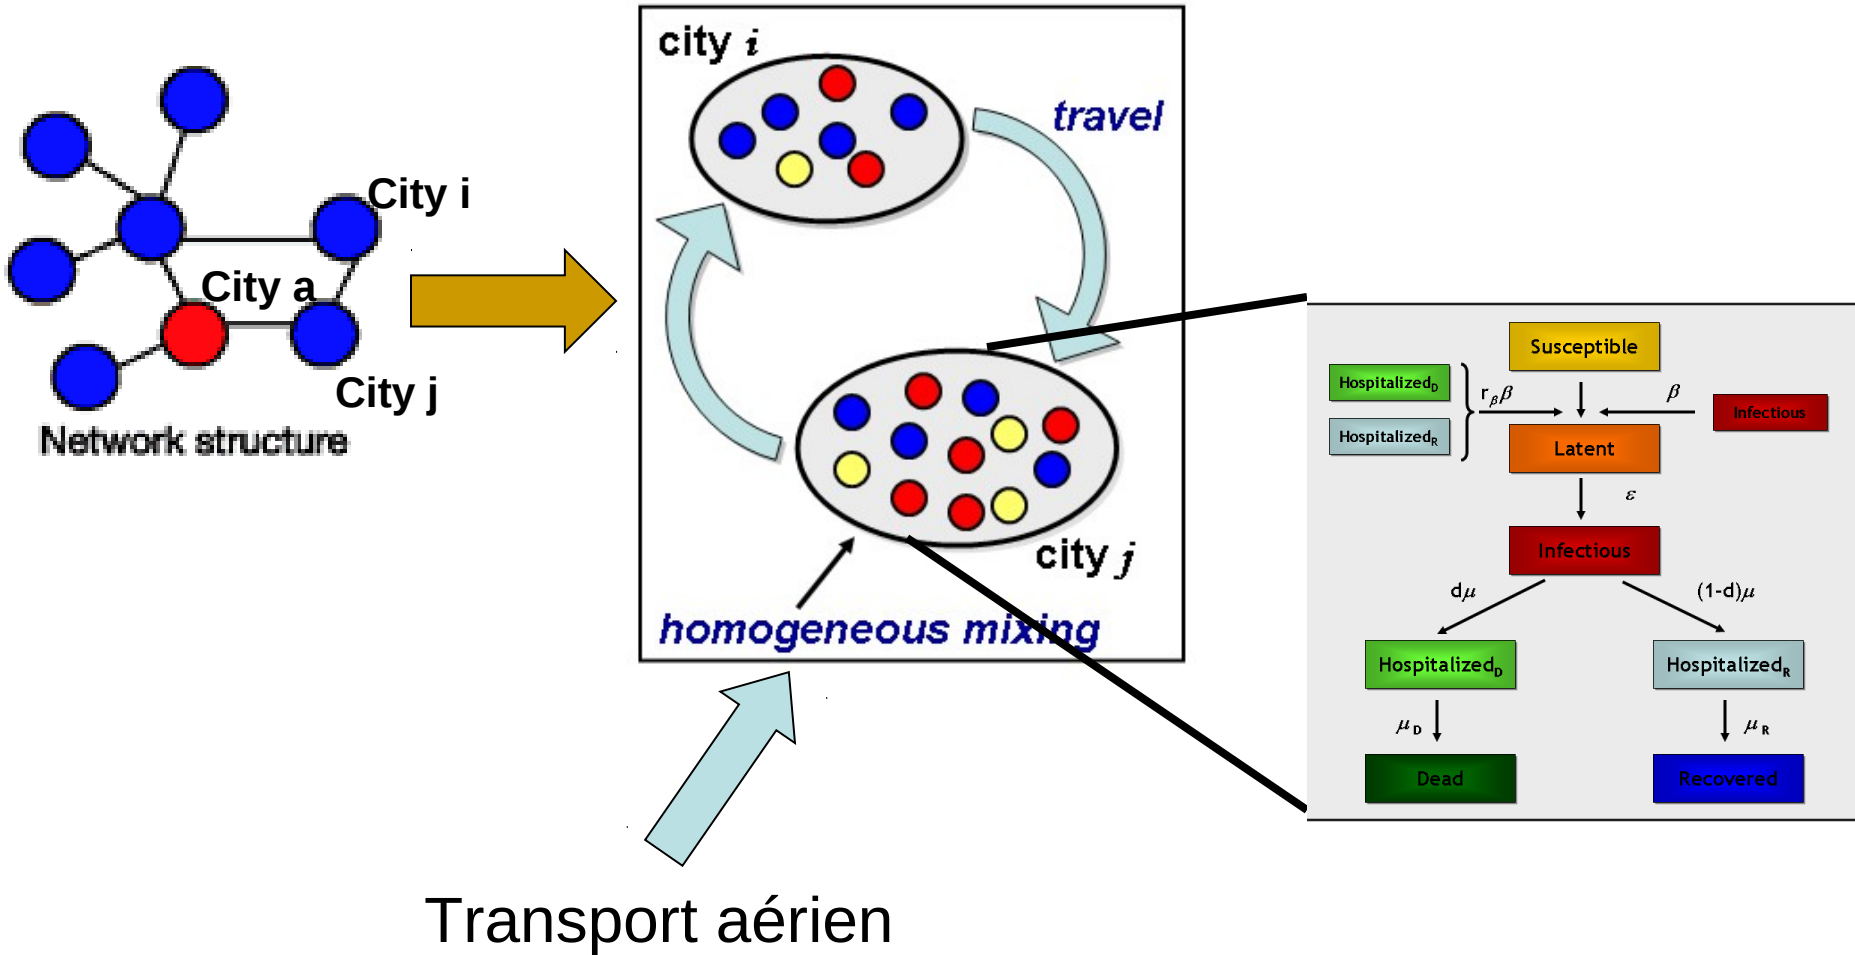 City i
City a
City j
Network structure
city i
travel
city j
homogeneous mixing
Transport aérien
Susceptible
Hospitalized_D
r_β β
β
Infectious
Hospitalized_R
Latent
ε
Infectious
dμ
(1-d)μ
Hospitalized_D
Hospitalized_R
μ_D
μ_R
Dead
Recovered